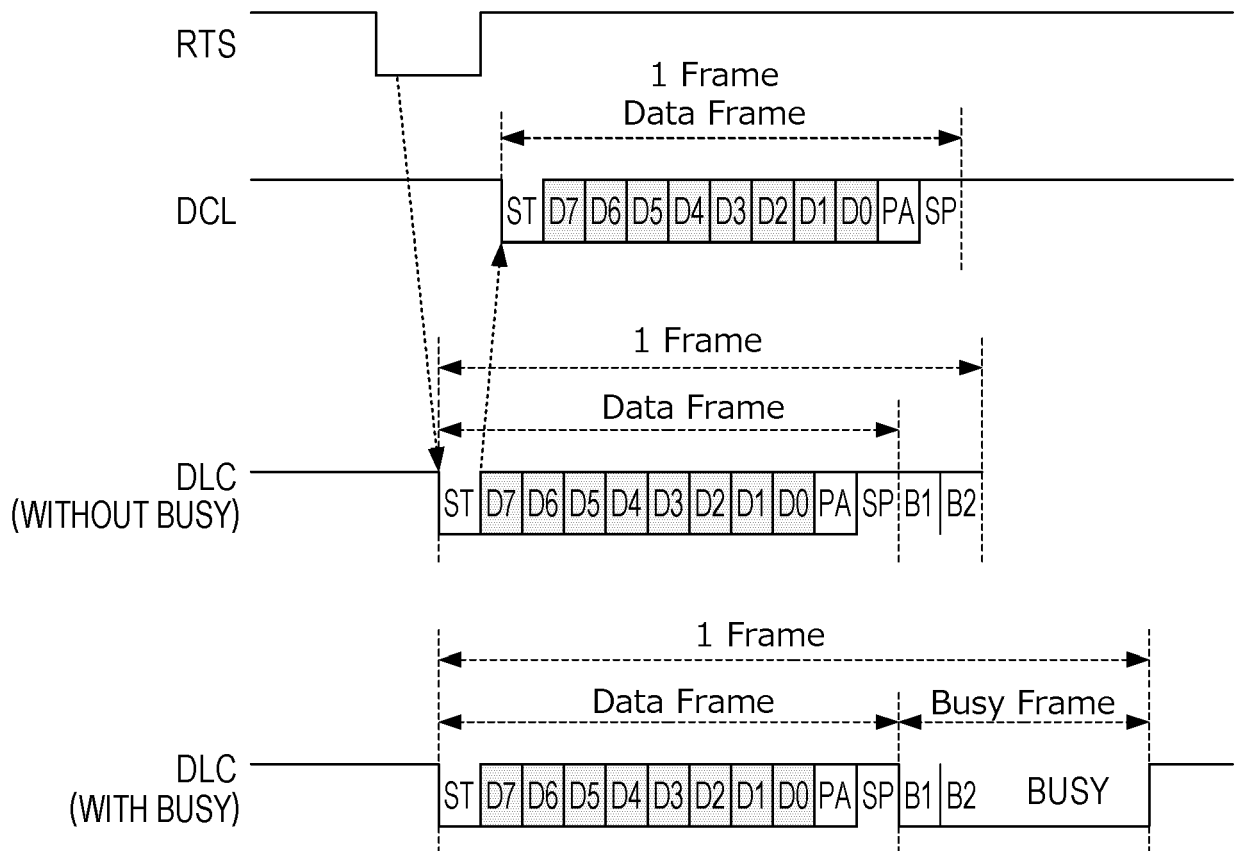 RTS
1 Frame
Data Frame
DCL
ST D7 D6 D5 D4 D3 D2 D1 D0 PA SP
1 Frame
Data Frame
DLC
(WITHOUT BUSY)
ST D7 D6 D5 D4 D3 D2 D1 D0 PA SP B1 B2
1 Frame
Data Frame Busy Frame
DLC
(WITH BUSY)
ST D7 D6 D5 D4 D3 D2 D1 D0 PA SP B1 B2 BUSY